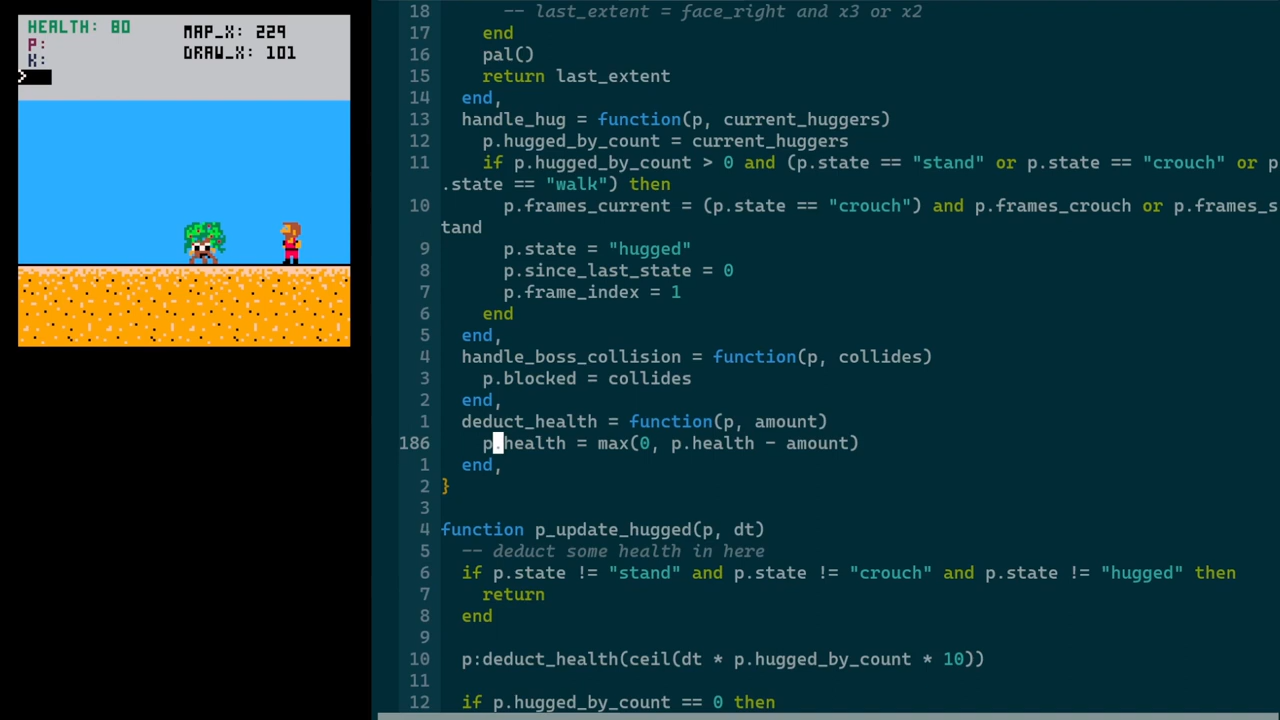 HEALTH: 80
P:
K:
>
MAP_X: 229
DRAW_X: 101
18       -- last_extent = face_right and x3 or x2
17     end
16     pal()
15     return last_extent
14   end,
13   handle_hug = function(p, current_huggers)
12     p.hugged_by_count = current_huggers
11     if p.hugged_by_count > 0 and (p.state == "stand" or p.state == "crouch" or p
.state == "walk") then
10       p.frames_current = (p.state == "crouch") and p.frames_crouch or p.frames_s
tand
9       p.state = "hugged"
8       p.since_last_state = 0
7       p.frame_index = 1
6     end
5   end,
4   handle_boss_collision = function(p, collides)
3     p.blocked = collides
2   end,
1   deduct_health = function(p, amount)
186     p.health = max(0, p.health - amount)
1   end,
2 }
3
4 function p_update_hugged(p, dt)
5   -- deduct some health in here
6   if p.state != "stand" and p.state != "crouch" and p.state != "hugged" then
7     return
8   end
9
10   p:deduct_health(ceil(dt * p.hugged_by_count * 10))
11
12   if p.hugged_by_count == 0 then